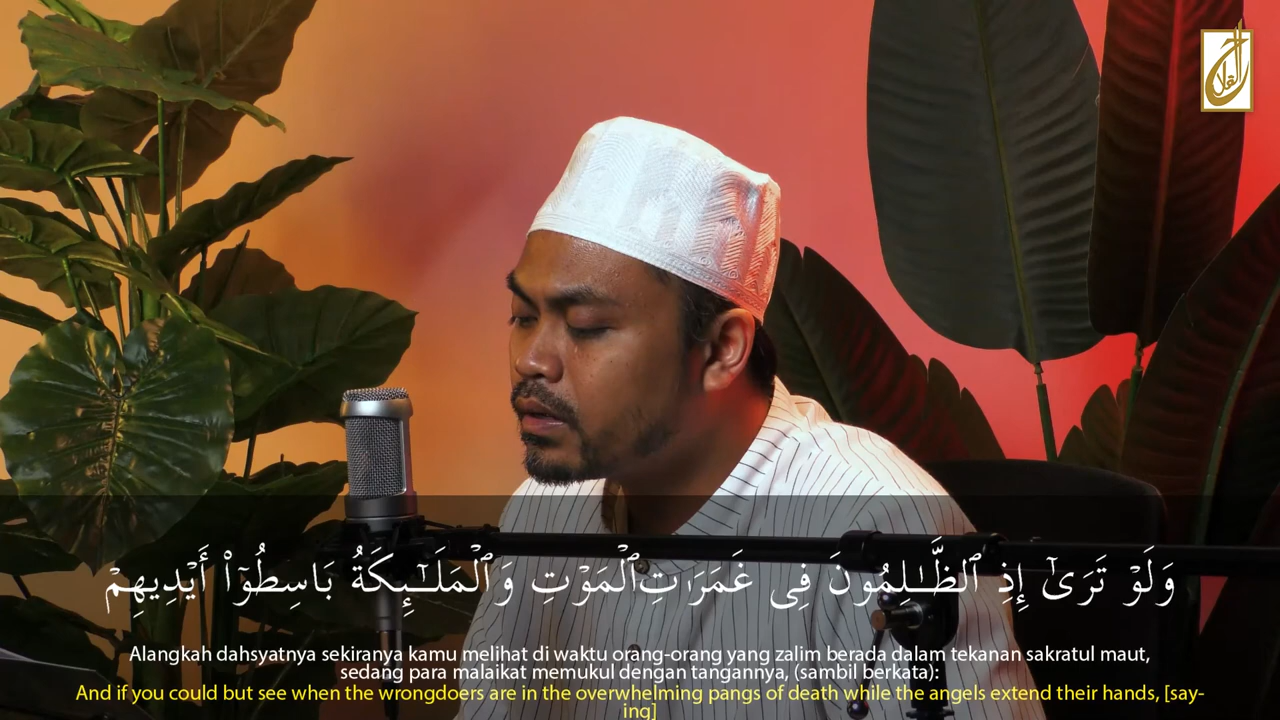 القلاح
وَلَوْ تَرَىٰٓ إِذِ ٱلظَّـٰلِمُونَ فِى غَمَرَٰتِ ٱلْمَوْتِ وَٱلْمَلَـٰٓئِكَةُ بَاسِطُوٓا۟ أَيْدِيهِمْ
Alangkah dahsyatnya sekiranya kamu melihat di waktu orang-orang yang zalim berada dalam tekanan sakratul maut,
sedang para malaikat memukul dengan tangannya, (sambil berkata):
And if you could but see when the wrongdoers are in the overwhelming pangs of death while the angels extend their hands, [say-
ing]